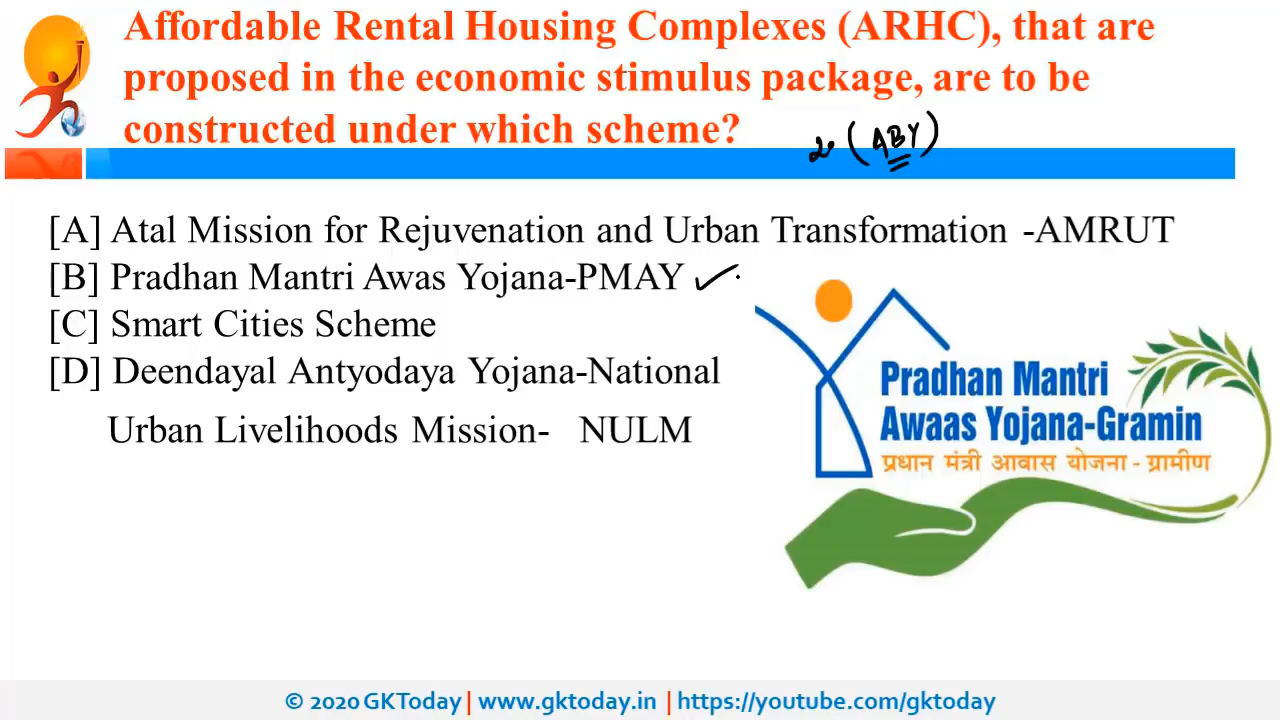 Affordable Rental Housing Complexes (ARHC), that are
proposed in the economic stimulus package, are to be
constructed under which scheme?
20 (ABY)
[A] Atal Mission for Rejuvenation and Urban Transformation -AMRUT
[B] Pradhan Mantri Awas Yojana-PMAY
[C] Smart Cities Scheme
[D] Deendayal Antyodaya Yojana-National
Urban Livelihoods Mission- NULM
Pradhan Mantri
Awaas Yojana-Gramin
प्रधान मंत्री आवास योजना - ग्रामीण
© 2020 GKToday | www.gktoday.in | https://youtube.com/gktoday